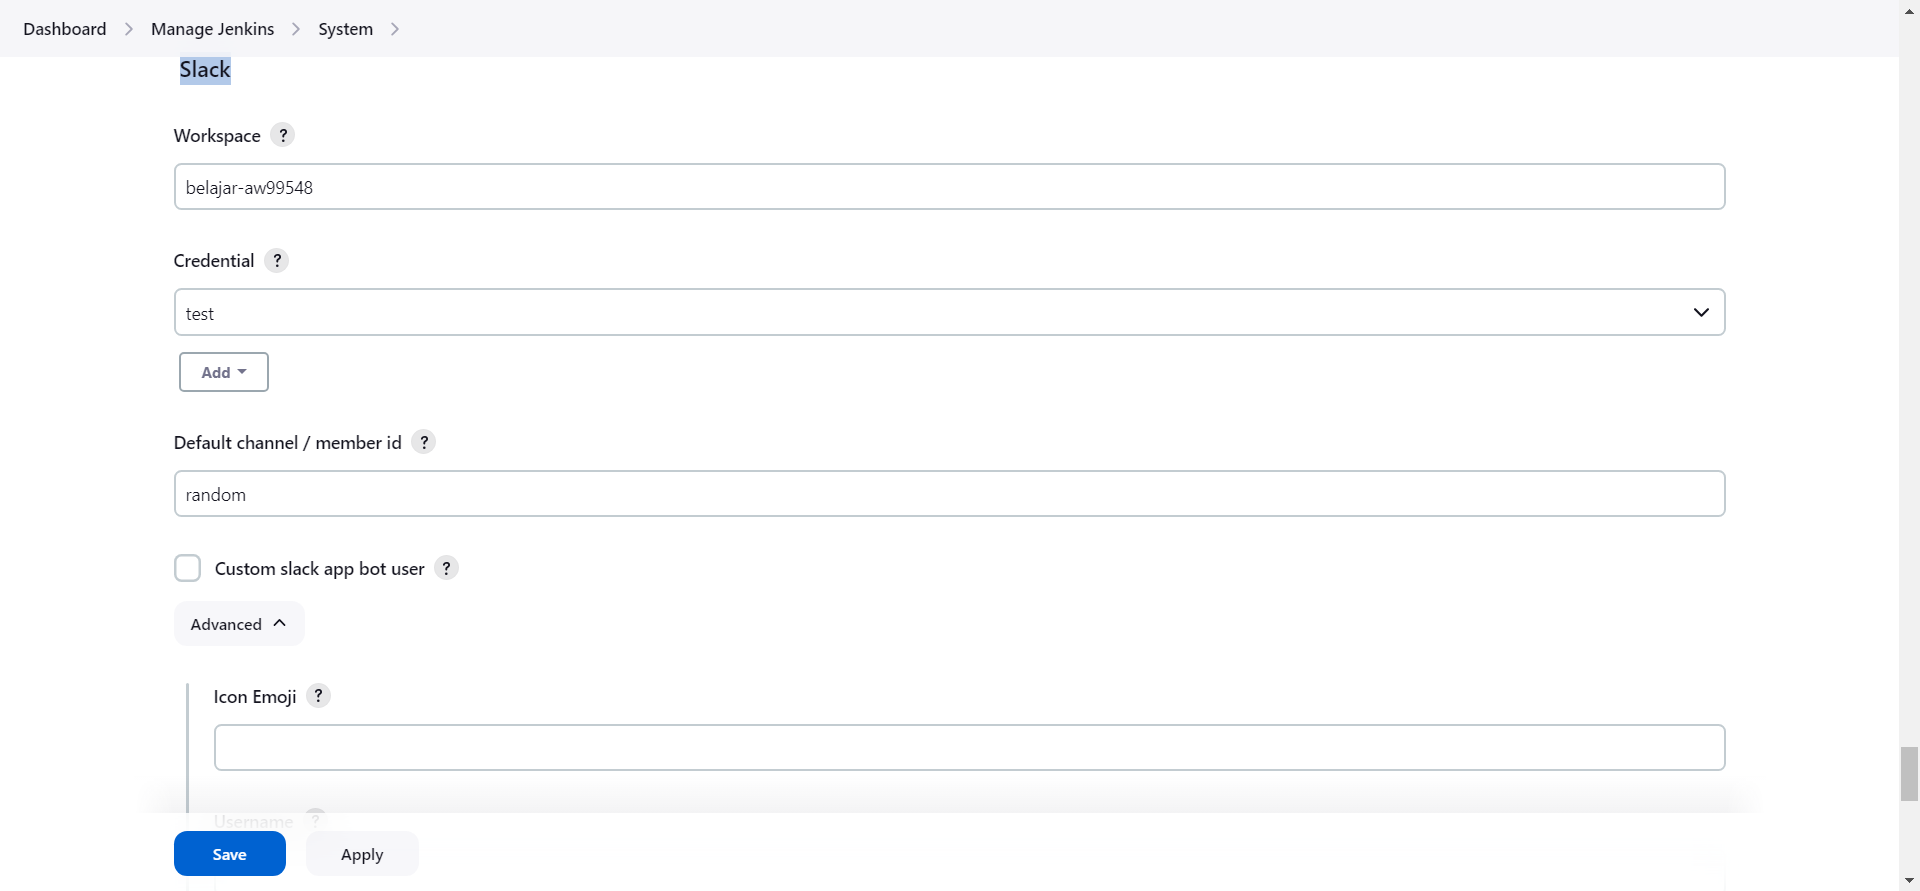 Dashboard > Manage Jenkins > System >
Slack
Workspace ?
belajar-aw99548
Credential ?
test
Add
Default channel / member id ?
random
Custom slack app bot user ?
Advanced
Icon Emoji ?
Username ?
Save Apply